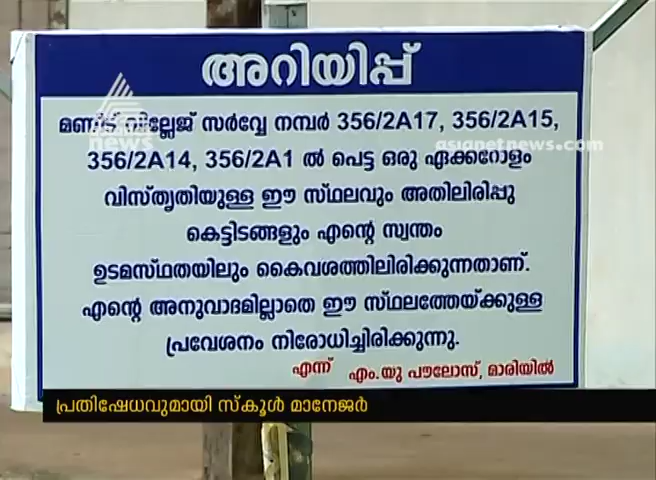 അറിയിപ്പ്
മണീട് വില്ലേജ് സർവ്വേ നമ്പർ 356/2A17, 356/2A15,
356/2A14, 356/2A1 ൽ പെട്ട ഒരു ഏക്കറോളം
വിസ്തൃതിയുള്ള ഈ സ്ഥലവും അതിലിരിപ്പു
കെട്ടിടങ്ങളും എന്റെ സ്വന്തം
ഉടമസ്ഥതയിലും കൈവശത്തിലിരിക്കുന്നതാണ്.
എന്റെ അനുവാദമില്ലാതെ ഈ സ്ഥലത്തേയ്ക്കുള്ള
പ്രവേശനം നിരോധിച്ചിരിക്കുന്നു.
എന്ന് എം.യു പൗലോസ്, മാരിയിൽ
asianet news
asianetnews.com
പ്രതിഷേധവുമായി സ്കൂൾ മാനേജർ